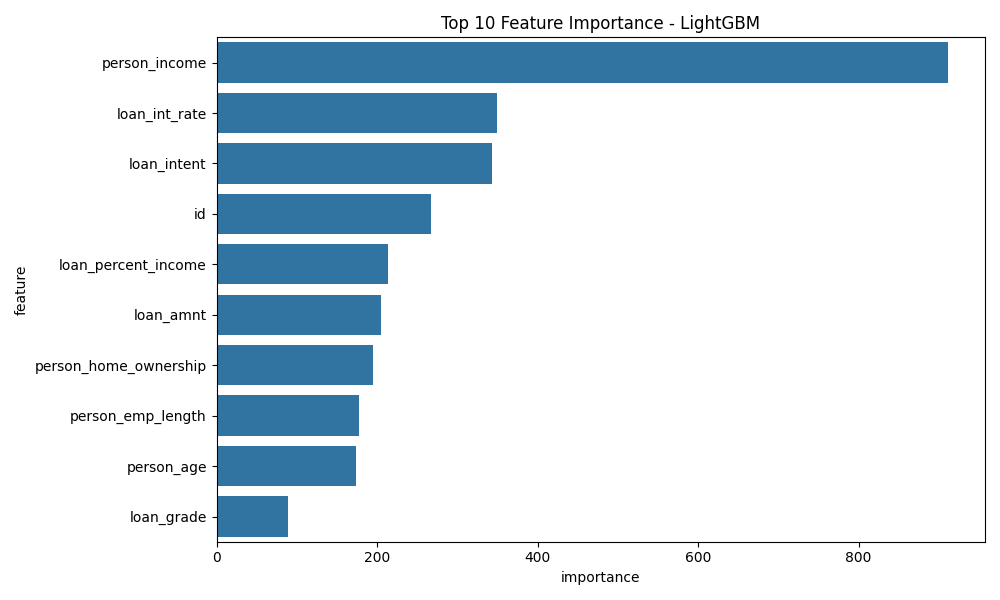 Top 10 Feature Importance - LightGBM
person_income
loan_int_rate
loan_intent
id
loan_percent_income
loan_amnt
person_home_ownership
person_emp_length
person_age
loan_grade
feature
0 200 400 600 800
importance